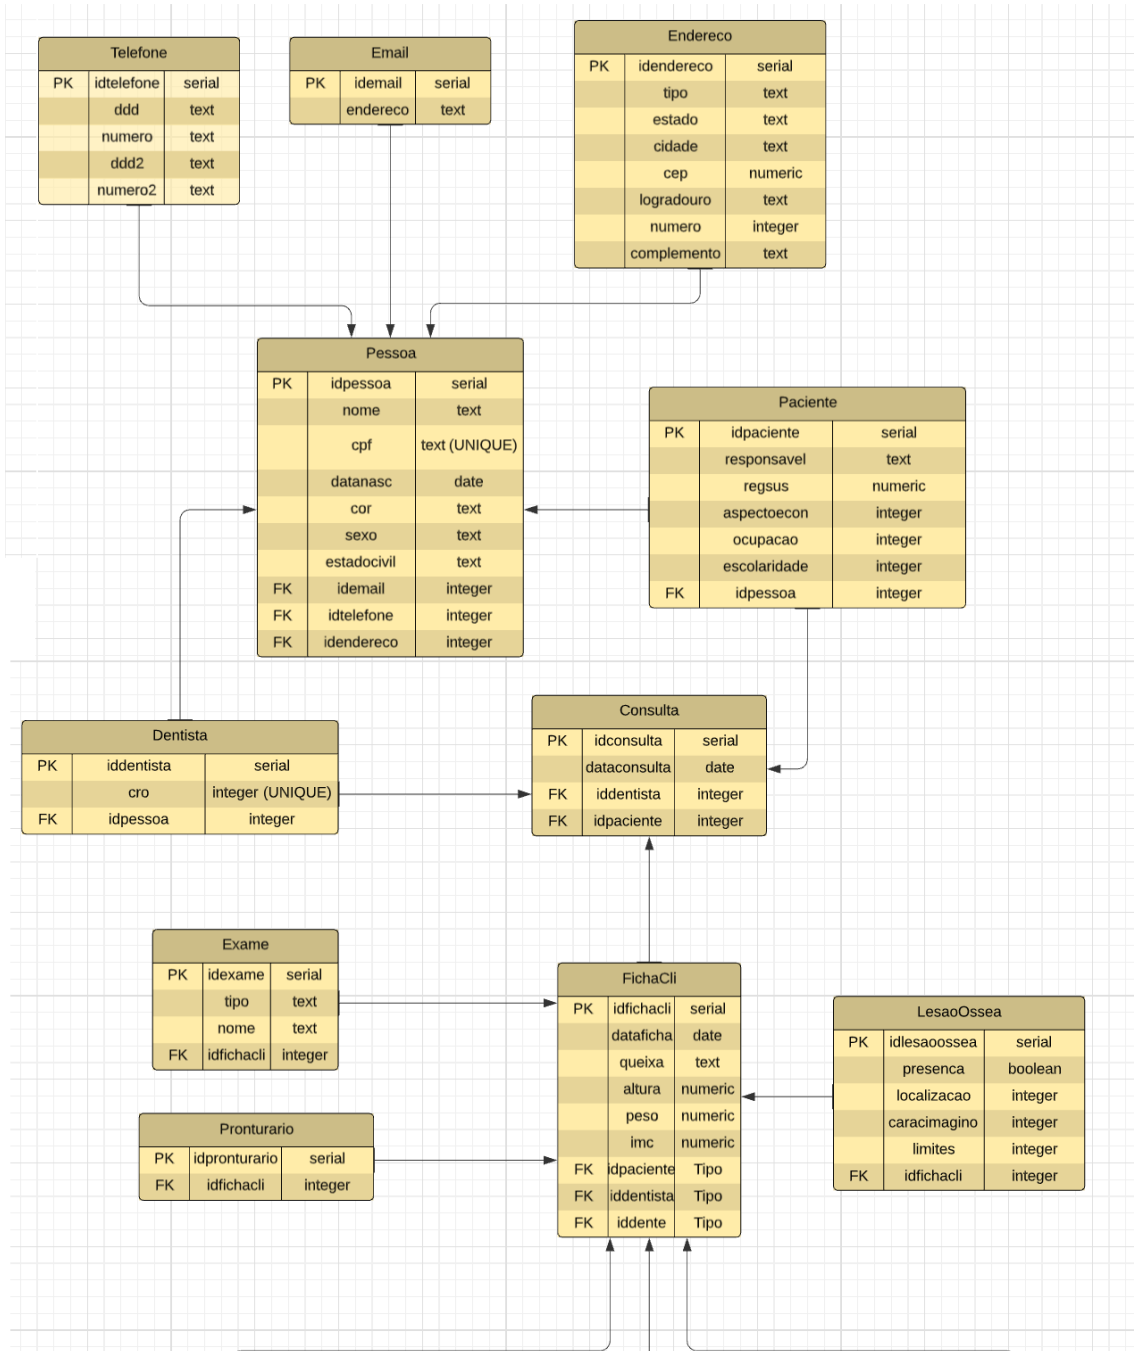 Telefone
PK idtelefone serial
ddd text
numero text
ddd2 text
numero2 text
Email
PK idemail serial
endereco text
Endereco
PK idendereco serial
tipo text
estado text
cidade text
cep numeric
logradouro text
numero integer
complemento text
Pessoa
PK idpessoa serial
nome text
cpf text (UNIQUE)
datanasc date
cor text
sexo text
estadocivil text
FK idemail integer
FK idtelefone integer
FK idendereco integer
Paciente
PK idpaciente serial
responsavel text
regsus numeric
aspectoecon integer
ocupacao integer
escolaridade integer
FK idpessoa integer
Dentista
PK iddentista serial
cro integer (UNIQUE)
FK idpessoa integer
Consulta
PK idconsulta serial
dataconsulta date
FK iddentista integer
FK idpaciente integer
Exame
PK idexame serial
tipo text
nome text
FK idfichacli integer
Pronturario
PK idpronturario serial
FK idfichacli integer
FichaCli
PK idfichacli serial
dataficha date
queixa text
altura numeric
peso numeric
imc numeric
FK idpaciente Tipo
FK iddentista Tipo
FK iddente Tipo
LesaoOssea
PK idlesaoossea serial
presenca boolean
localizacao integer
caracimagino integer
limites integer
FK idfichacli integer